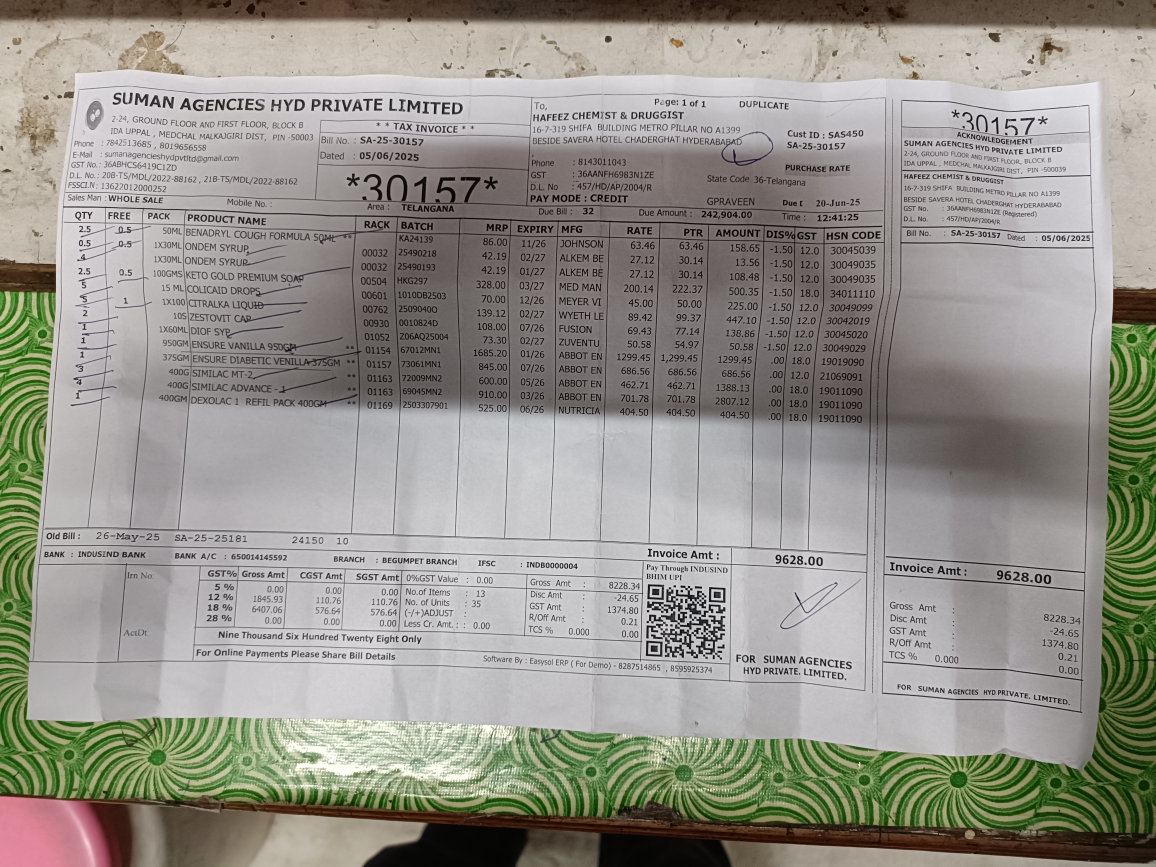 SUMAN AGENCIES HYD PRIVATE LIMITED
2-24, GROUND FLOOR AND FIRST FLOOR, BLOCK B
IDA UPPAL, MEDCHAL MALKAJGIRI DIST, PIN -50003
Phone : 7842513685, 8019656558
E-Mail : sumanagencieshydpvtltd@gmail.com
GST No.: 36ABHCS6419C1ZD
D.L. No.: 20B-TS/MDL/2022-88162, 21B-TS/MDL/2022-88162
FSSCI.N: 13622012000252
Sales Man : WHOLE SALE Mobile No. :
* * TAX INVOICE * *
Bill No. : SA-25-30157
Dated : 05/06/2025
*30157*
Area : TELANGANA
To, Page: 1 of 1 DUPLICATE
HAFEEZ CHEMIST & DRUGGIST
16-7-319 SHIFA BUILDING METRO PILLAR NO A1399
BESIDE SAVERA HOTEL CHADERGHAT HYDERABABAD
Cust ID : SAS450
SA-25-30157
Phone : 8143011043
GST : 36AANFH6983N1ZE
D.L. No : 457/HD/AP/2004/R
PURCHASE RATE
State Code 36-Telangana
PAY MODE : CREDIT GPRAVEEN Due t 20-Jun-25
Due Bill : 32 Due Amount : 242,904.00 Time : 12:41:25
QTY FREE PACK PRODUCT NAME RACK BATCH MRP EXPIRY MFG RATE PTR AMOUNT DIS% GST HSN CODE
2.5 0.5 50ML BENADRYL COUGH FORMULA 50ML ** KA24139 86.00 11/26 JOHNSON 63.46 63.46 158.65 -1.50 12.0 30045039
0.5 0.5 1X30ML ONDEM SYRUP 00032 25490218 42.19 02/27 ALKEM BE 27.12 30.14 13.56 -1.50 12.0 30049035
4 1X30ML ONDEM SYRUP 00032 25490193 42.19 02/27 ALKEM BE 27.12 30.14 108.48 -1.50 12.0 30049035
2.5 0.5 100GMS KETO GOLD PREMIUM SOAP 00504 HKG297 328.00 03/27 MED MAN 200.14 222.37 500.35 -1.50 18.0 34011110
5 15 ML COLICAID DROPS 00601 1010DB2503 70.00 12/26 MEYER VI 45.00 50.00 225.00 -1.50 12.0 30049099
5 1 1X100 CITRALKA LIQUID 00762 2509040O 139.12 02/27 WYETH LE 89.42 99.37 447.10 -1.50 12.0 30042019
2 10S ZESTOVIT CAP 00930 0010824D 108.00 07/26 FUSION 69.43 77.14 138.86 -1.50 12.0 30045020
1 1X60ML DIOF SYP 01052 Z06AQ25004 73.30 02/27 ZUVENTU 50.58 54.97 50.58 -1.50 12.0 30049029
1 950GM ENSURE VANILLA 950GM ** 01154 67012MN1 1685.20 01/26 ABBOT EN 1299.45 1,299.45 1299.45 .00 18.0 19019090
1 375GM ENSURE DIABETIC VENILLA 375GM ** 01157 73061MN1 845.00 07/26 ABBOT EN 686.56 686.56 686.56 .00 12.0 21069091
3 400G SIMILAC MT-2 ** 01163 72009MN2 600.00 05/26 ABBOT EN 462.71 462.71 1388.13 .00 18.0 19011090
4 400G SIMILAC ADVANCE - 1 ** 01163 69045MN2 910.00 03/26 ABBOT EN 701.78 701.78 2807.12 .00 18.0 19011090
1 400GM DEXOLAC 1 REFIL PACK 400GM ** 01169 2503307901 525.00 06/26 NUTRICIA 404.50 404.50 404.50 .00 18.0 19011090
Old Bill : 26-May-25 SA-25-25181 24150 10
Invoice Amt : 9628.00
BANK : INDUSIND BANK BANK A/C : 650014145592 BRANCH : BEGUMPET BRANCH IFSC : INDB0000004
Irn No:
ActDt:
GST% Gross Amt CGST Amt SGST Amt
5 % 0.00 0.00 0.00
12 % 1845.93 110.76 110.76
18 % 6407.06 576.64 576.64
28 % 0.00 0.00 0.00
0%GST Value : 0.00
No.of Items : 13
No. of Units : 35
(-/+)ADJUST :
Less Cr. Amt.: : 0.00
Gross Amt : 8228.34
Disc Amt : -24.65
GST Amt : 1374.80
R/Off Amt : 0.21
TCS % 0.000 0.00
Pay Through INDUSIND
BHIM UPI
Nine Thousand Six Hundred Twenty Eight Only
For Online Payments Please Share Bill Details
Software By : Easysol ERP ( For Demo) - 8287514865 , 8595925374
FOR SUMAN AGENCIES
HYD PRIVATE. LIMITED.
*30157*
ACKNOWLEDGEMENT
SUMAN AGENCIES HYD PRIVATE LIMITED
2-24, GROUND FLOOR AND FIRST FLOOR, BLOCK B
IDA UPPAL, MEDCHAL MALKAJGIRI DIST, PIN -500039
HAFEEZ CHEMIST & DRUGGIST
16-7-319 SHIFA BUILDING METRO PILLAR NO A1399
BESIDE SAVERA HOTEL CHADERGHAT HYDERABABAD
GST No. : 36AANFH6983N1ZE (Registered)
D.L. No. : 457/HD/AP/2004/R
Bill No. : SA-25-30157 Dated : 05/06/2025
Invoice Amt : 9628.00
Gross Amt : 8228.34
Disc Amt : -24.65
GST Amt : 1374.80
R/Off Amt : 0.21
TCS % 0.000 0.00
FOR SUMAN AGENCIES HYD PRIVATE. LIMITED.